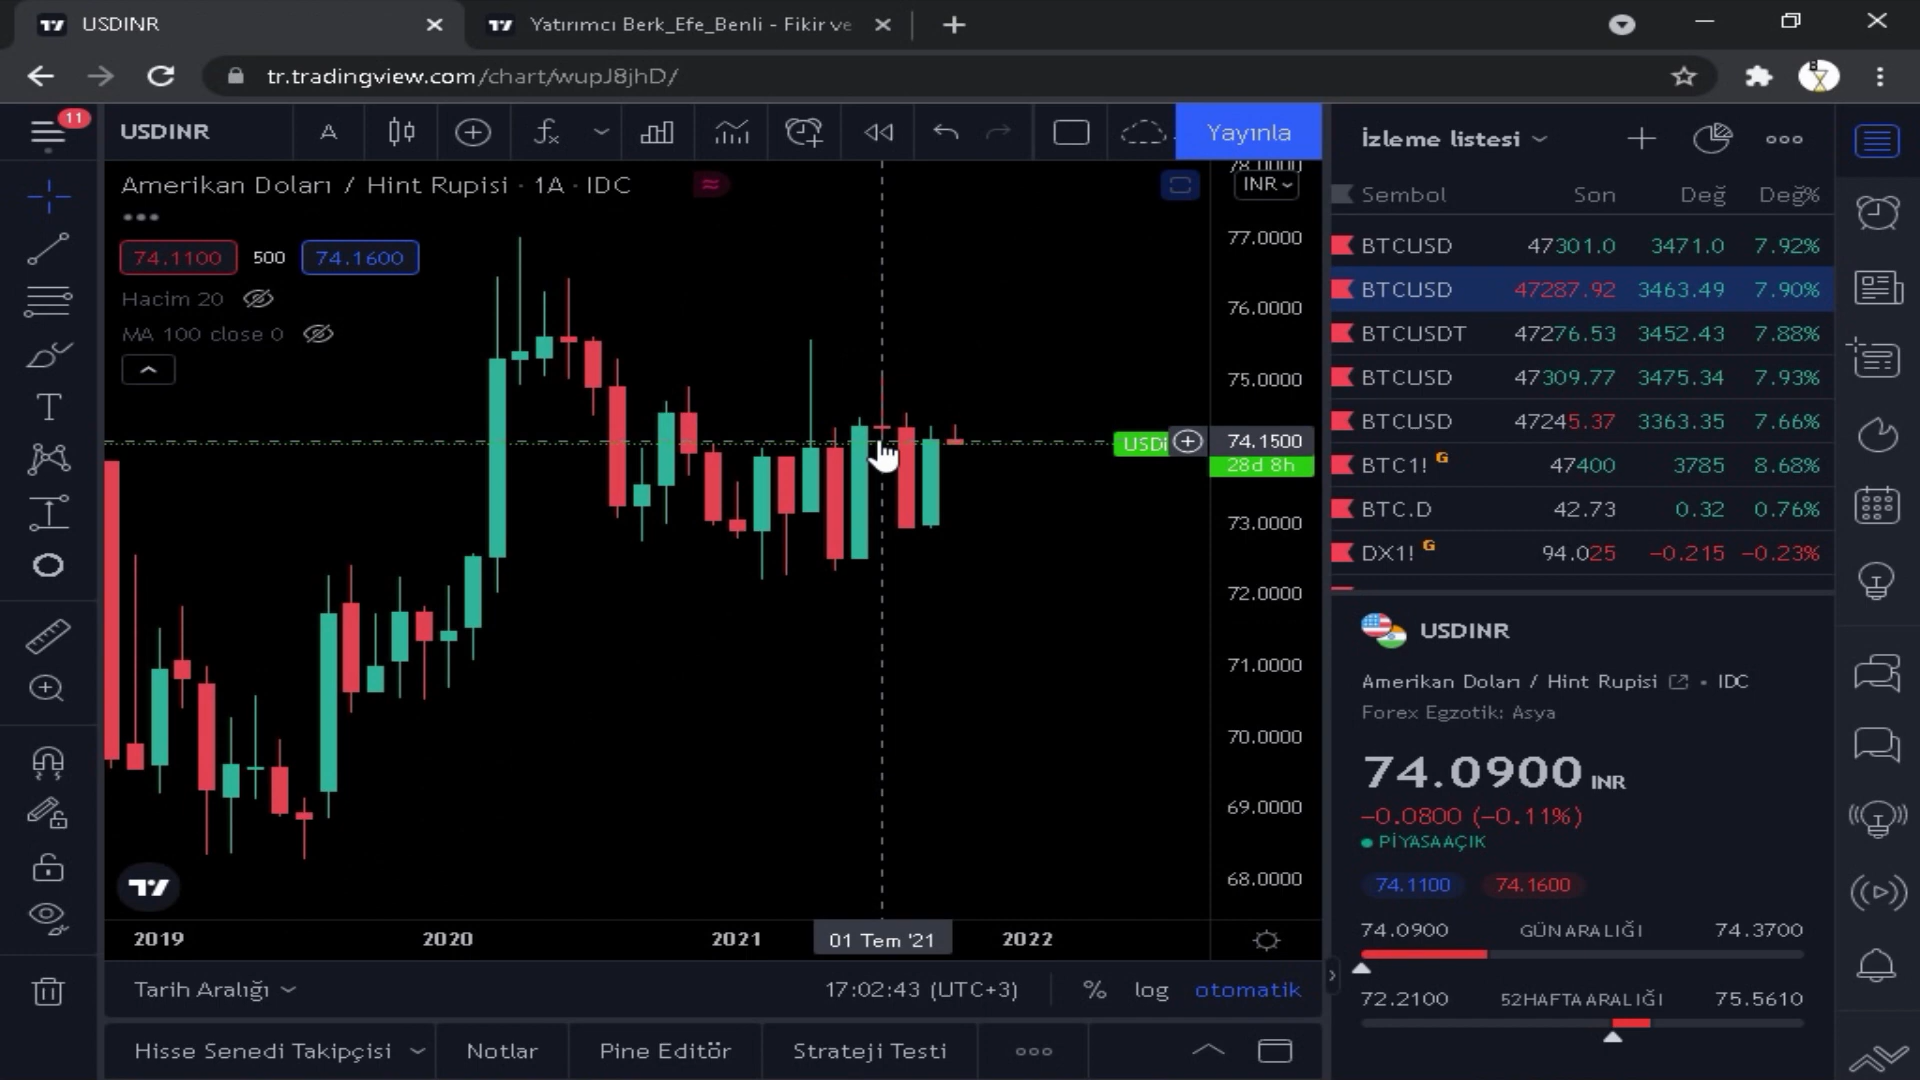 USDINR
Yatırımcı Berk_Efe_Benli - Fikir ve
tr.tradingview.com/chart/wupJ8jhD/
11
USDINR
A
Yayınla
Amerikan Doları / Hint Rupisi · 1A · IDC
74.1100 500 74.1600
Hacim 20
MA 100 close 0
78.0000
INR
77.0000
76.0000
75.0000
74.1500
28d 8h
73.0000
72.0000
71.0000
70.0000
69.0000
68.0000
2019 2020 2021 01 Tem '21 2022
Tarih Aralığı 17:02:43 (UTC+3) % log otomatik
Hisse Senedi Takipçisi Notlar Pine Editör Strateji Testi
İzleme listesi
Sembol Son Değ Değ%
BTCUSD 47301.0 3471.0 7.92%
BTCUSD 47287.92 3463.49 7.90%
BTCUSDT 47276.53 3452.43 7.88%
BTCUSD 47309.77 3475.34 7.93%
BTCUSD 47245.37 3363.35 7.66%
BTC1! G 47400 3785 8.68%
BTC.D 42.73 0.32 0.76%
DX1! G 94.025 −0.215 −0.23%
USDINR
Amerikan Doları / Hint Rupisi • IDC
Forex Egzotik: Asya
74.0900 INR
−0.0800 (−0.11%)
PİYASA AÇIK
74.1100 74.1600
74.0900 GÜN ARALIĞI 74.3700
72.2100 52HAFTA ARALIĞI 75.5610